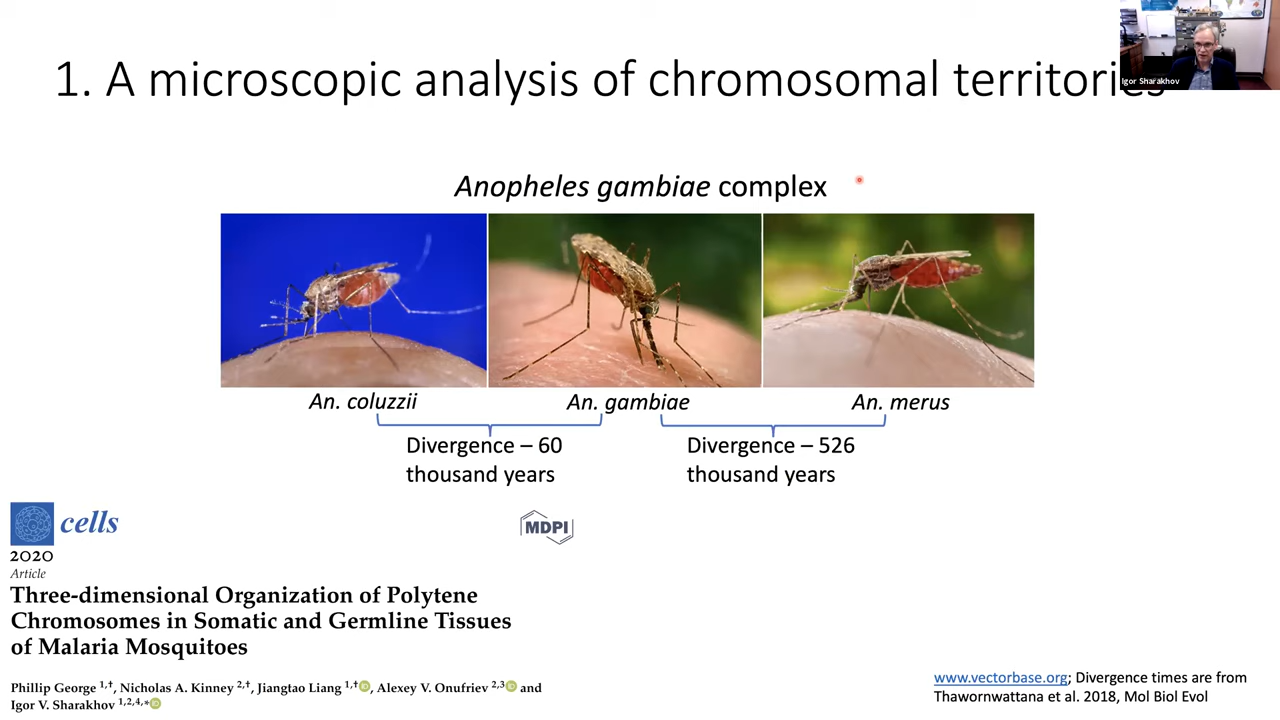 1. A microscopic analysis of chromosomal territories
Igor Sharakhov
Anopheles gambiae complex
An. coluzzii
An. gambiae
An. merus
Divergence – 60
thousand years
Divergence – 526
thousand years
cells
MDPI
2020
Article
Three-dimensional Organization of Polytene
Chromosomes in Somatic and Germline Tissues
of Malaria Mosquitoes
Phillip George 1,†, Nicholas A. Kinney 2,†, Jiangtao Liang 1,†, Alexey V. Onufriev 2,3 and
Igor V. Sharakhov 1,2,4,*
www.vectorbase.org; Divergence times are from
Thawornwattana et al. 2018, Mol Biol Evol